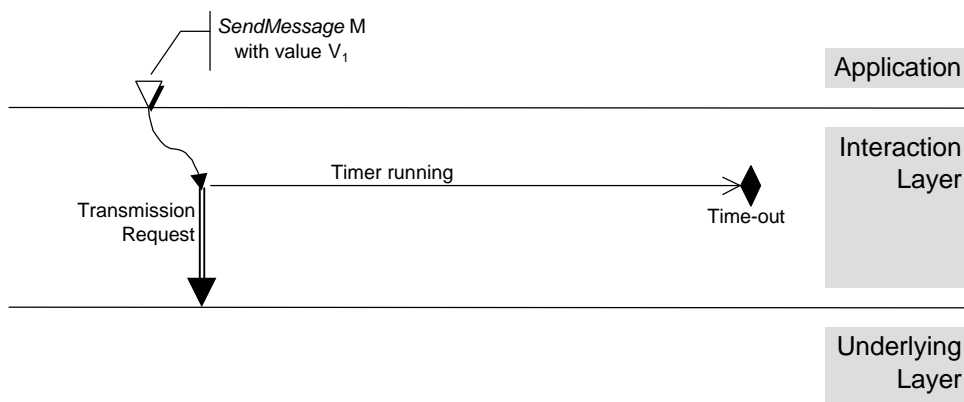 SendMessage M
with value V₁
Application
Interaction
Layer
Timer running
Transmission
Request
Time-out
Underlying
Layer